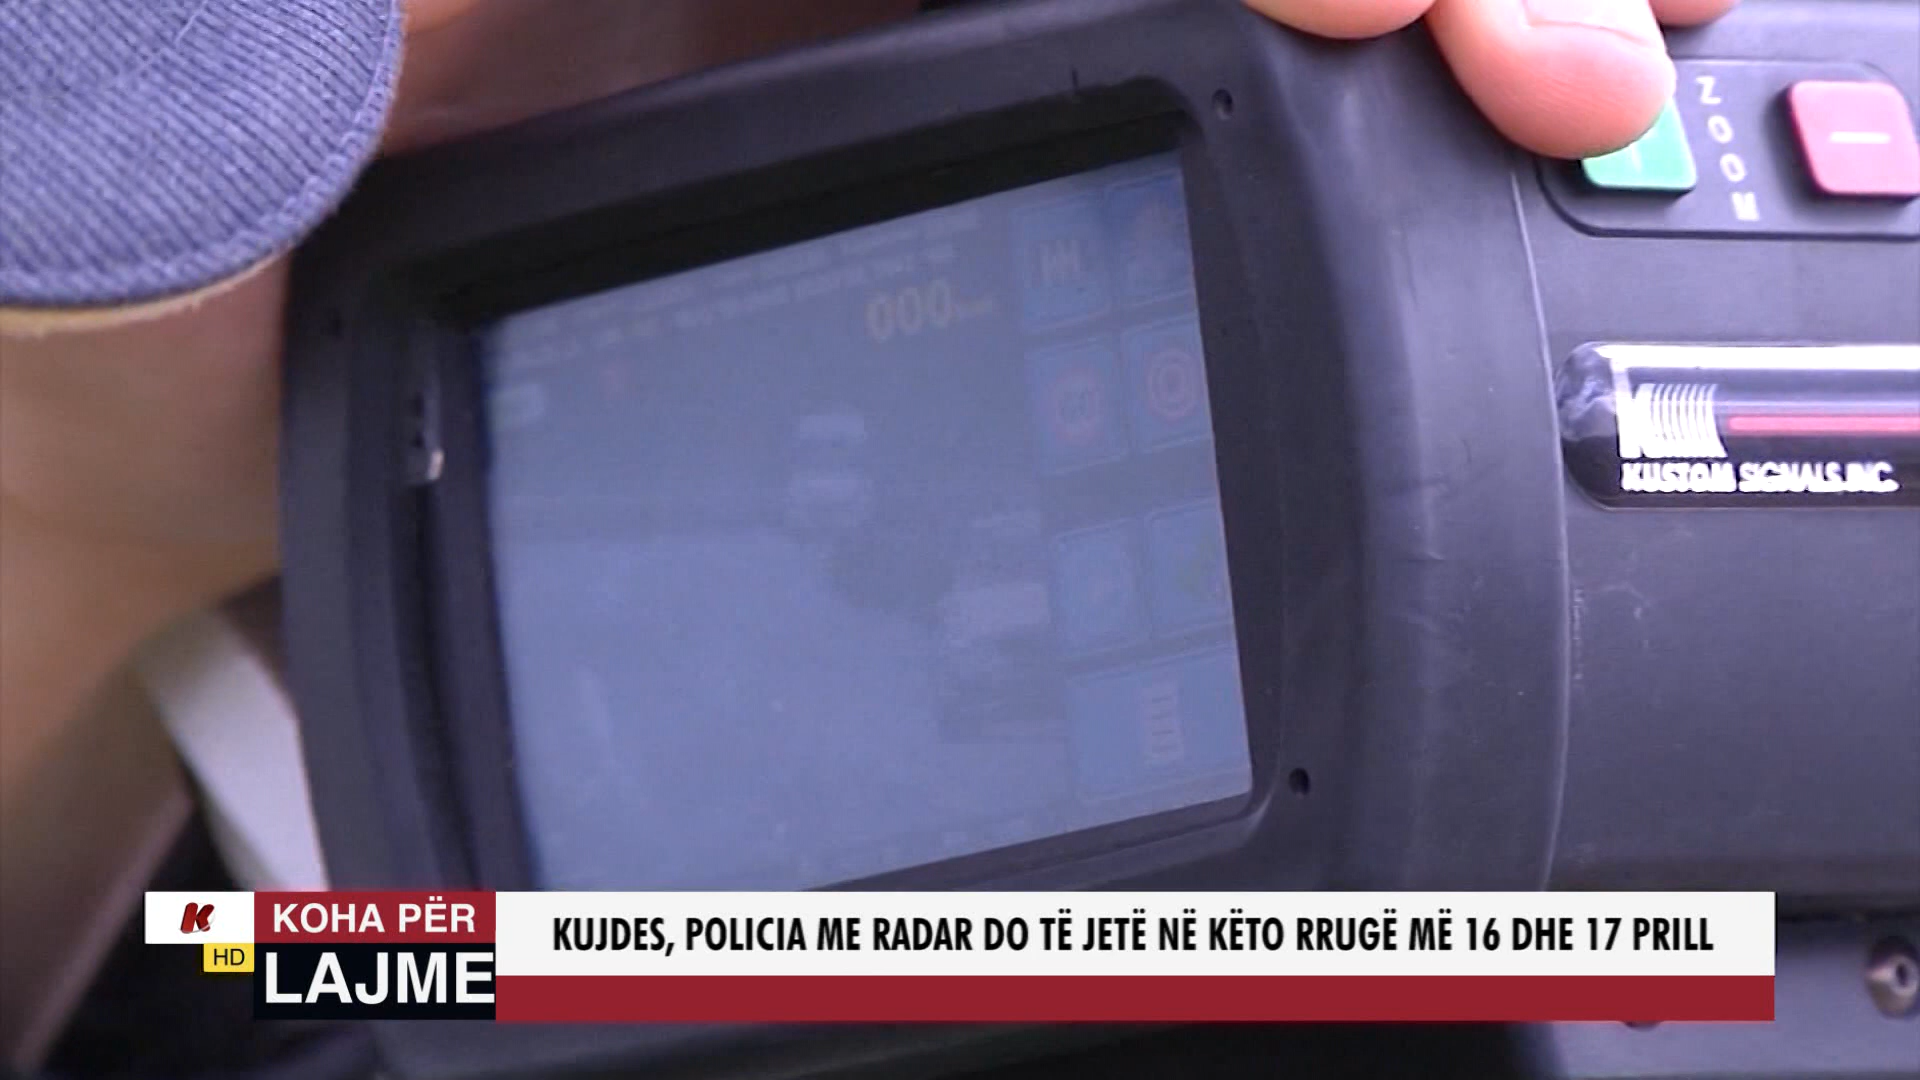 ZOOM
000
KUSTOM SIGNALS, INC.
KOHA PËR
HD
LAJME
KUJDES, POLICIA ME RADAR DO TË JETË NË KËTO RRUGË MË 16 DHE 17 PRILL